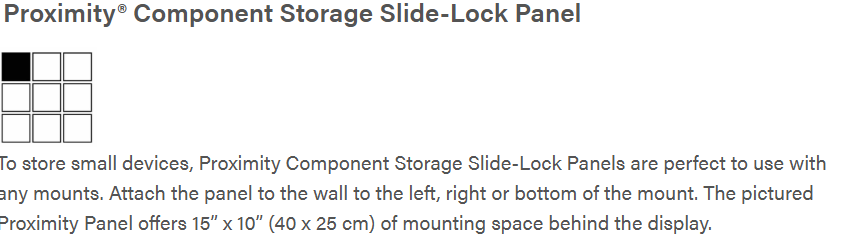 Proximity® Component Storage Slide-Lock Panel
To store small devices, Proximity Component Storage Slide-Lock Panels are perfect to use with
any mounts. Attach the panel to the wall to the left, right or bottom of the mount. The pictured
Proximity Panel offers 15” x 10” (40 x 25 cm) of mounting space behind the display.